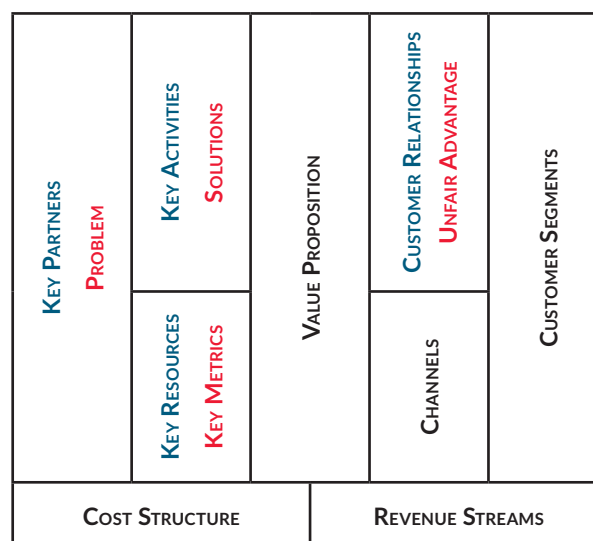 Key Partners
Problem
Key Activities
Solutions
Key Resources
Key Metrics
Value Proposition
Customer Relationships
Unfair Advantage
Channels
Customer Segments
Cost Structure
Revenue Streams